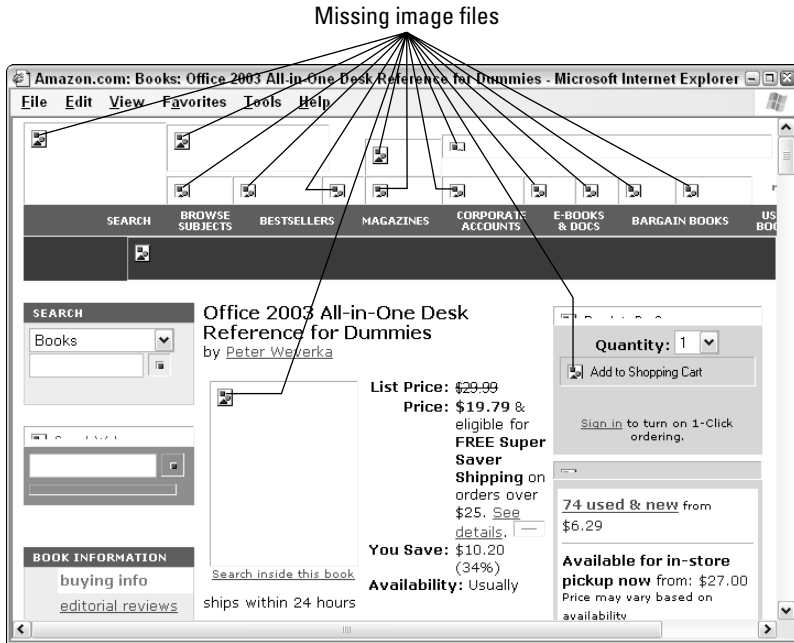 Missing image files
Amazon.com: Books: Office 2003 All-in-One Desk Reference for Dummies - Microsoft Internet Explorer
File Edit View Favorites Tools Help
SEARCH
BROWSE
SUBJECTS
BESTSELLERS
MAGAZINES
CORPORATE
ACCOUNTS
E-BOOKS
& DOCS
BARGAIN BOOKS
SEARCH
Books
Office 2003 All-in-One Desk
Reference for Dummies
by Peter Weverka
Search inside this book
List Price: $29.99
Price: $19.79 &
eligible for
FREE Super
Saver
Shipping on
orders over
$25. See
details.
You Save: $10.20
(34%)
Availability: Usually
ships within 24 hours
Quantity: 1
Add to Shopping Cart
Sign in to turn on 1-Click
ordering.
74 used & new from
$6.29
Available for in-store
pickup now from: $27.00
Price may vary based on
availability
BOOK INFORMATION
buying info
editorial reviews